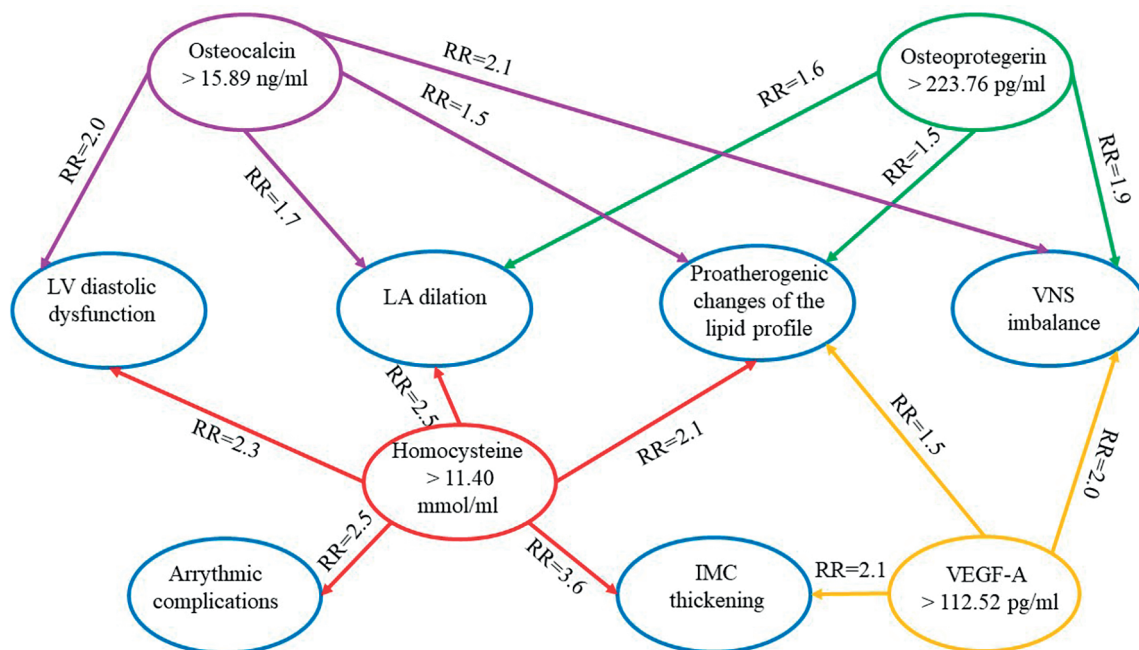 Osteocalcin
> 15.89 ng/ml
RR=2.1
RR=1.6
Osteoprotegerin
> 223.76 pg/ml
RR=2.0
RR=1.7
RR=1.5
RR=1.5
RR=1.9
LV diastolic
dysfunction
LA dilation
Proatherogenic
changes of the
lipid profile
VNS
imbalance
RR=2.3
RR=2.5
RR=2.1
RR=1.5
RR=2.0
Homocysteine
> 11.40
mmol/ml
RR=2.5
RR=3.6
RR=2.1
Arrythmic
complications
IMC
thickening
VEGF-A
> 112.52 pg/ml